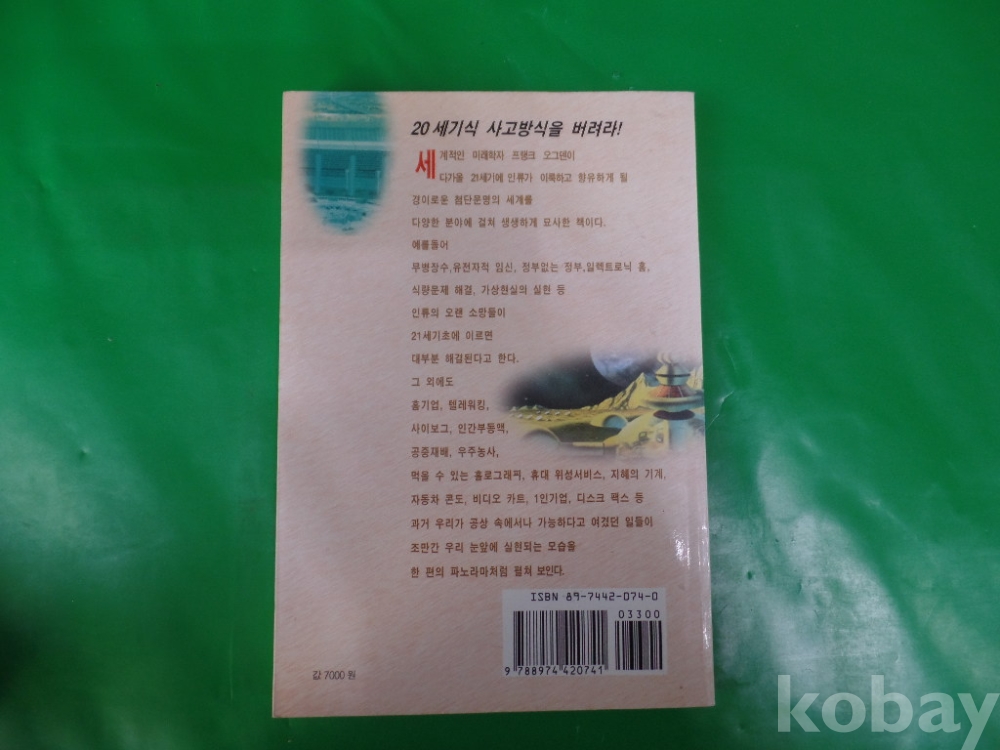 20세기식 사고방식을 버려라!
세계적인 미래학자 프랭크 오그덴이
다가올 21세기에 인류가 이룩하고 향유하게 될
경이로운 첨단문명의 세계를
다양한 분야에 걸쳐 생생하게 묘사한 책이다.
예를들어
무병장수,유전자적 임신, 정부없는 정부,일렉트로닉 홈,
식량문제 해결, 가상현실의 실현 등
인류의 오랜 소망들이
21세기초에 이르면
대부분 해결된다고 한다.
그 외에도
홈기업, 텔레워킹,
사이보그, 인간부동액,
공중재배, 우주농사,
먹을 수 있는 홀로그래피, 휴대 위성서비스, 지혜의 기계,
자동차 콘도, 비디오 카트, 1인기업, 디스크 팩스 등
과거 우리가 공상 속에서나 가능하다고 여겼던 일들이
조만간 우리 눈앞에 실현되는 모습을
한 편의 파노라마처럼 펼쳐 보인다.
ISBN 89-7442-074-0
03300
9 788974 420741
값 7000 원
kobay